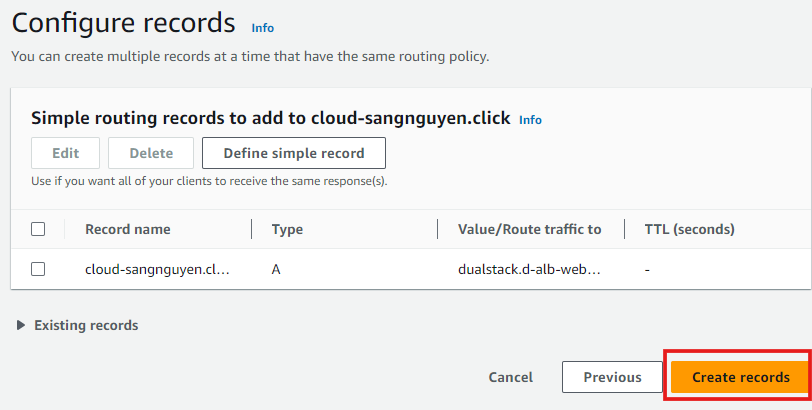 Configure records Info
You can create multiple records at a time that have the same routing policy.
Simple routing records to add to cloud-sangnguyen.click Info
Edit Delete Define simple record
Use if you want all of your clients to receive the same response(s).
Record name Type Value/Route traffic to TTL (seconds)
cloud-sangnguyen.cl... A dualstack.d-alb-web... -
Existing records
Cancel Previous Create records